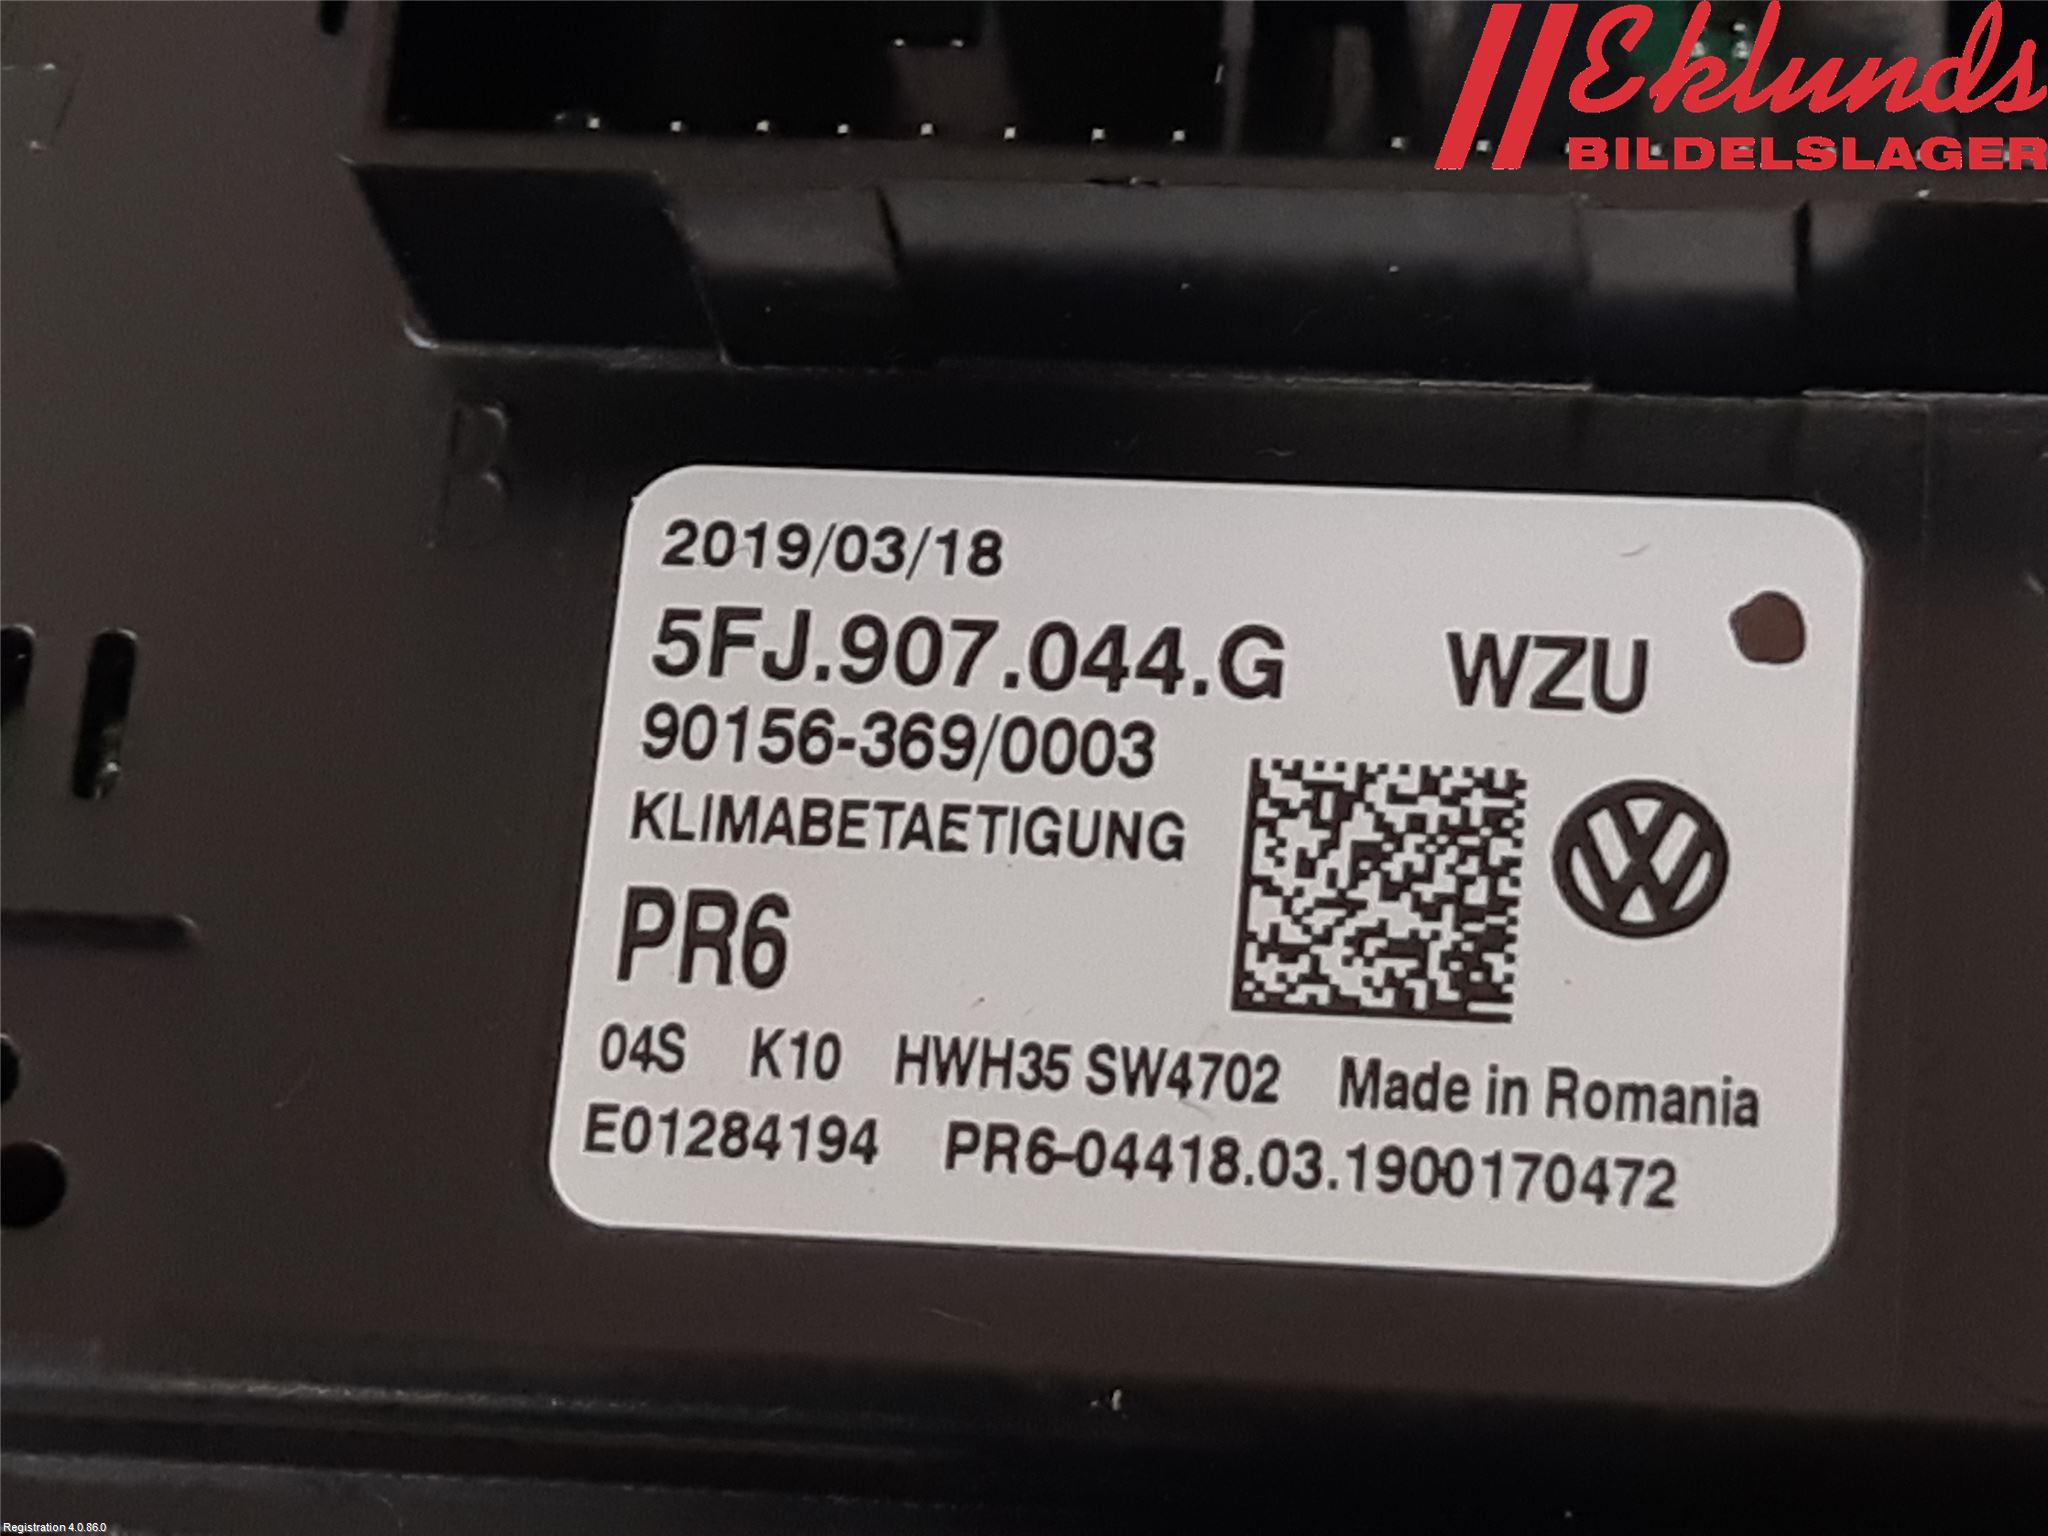 Eklunds
BILDELSLAGER
B
2019/03/18
5FJ.907.044.G WZU
90156-369/0003
KLIMABETAETIGUNG
PR6
04S K10 HWH35 SW4702 Made in Romania
E01284194 PR6-04418.03.1900170472
Registration 4.0.86.0